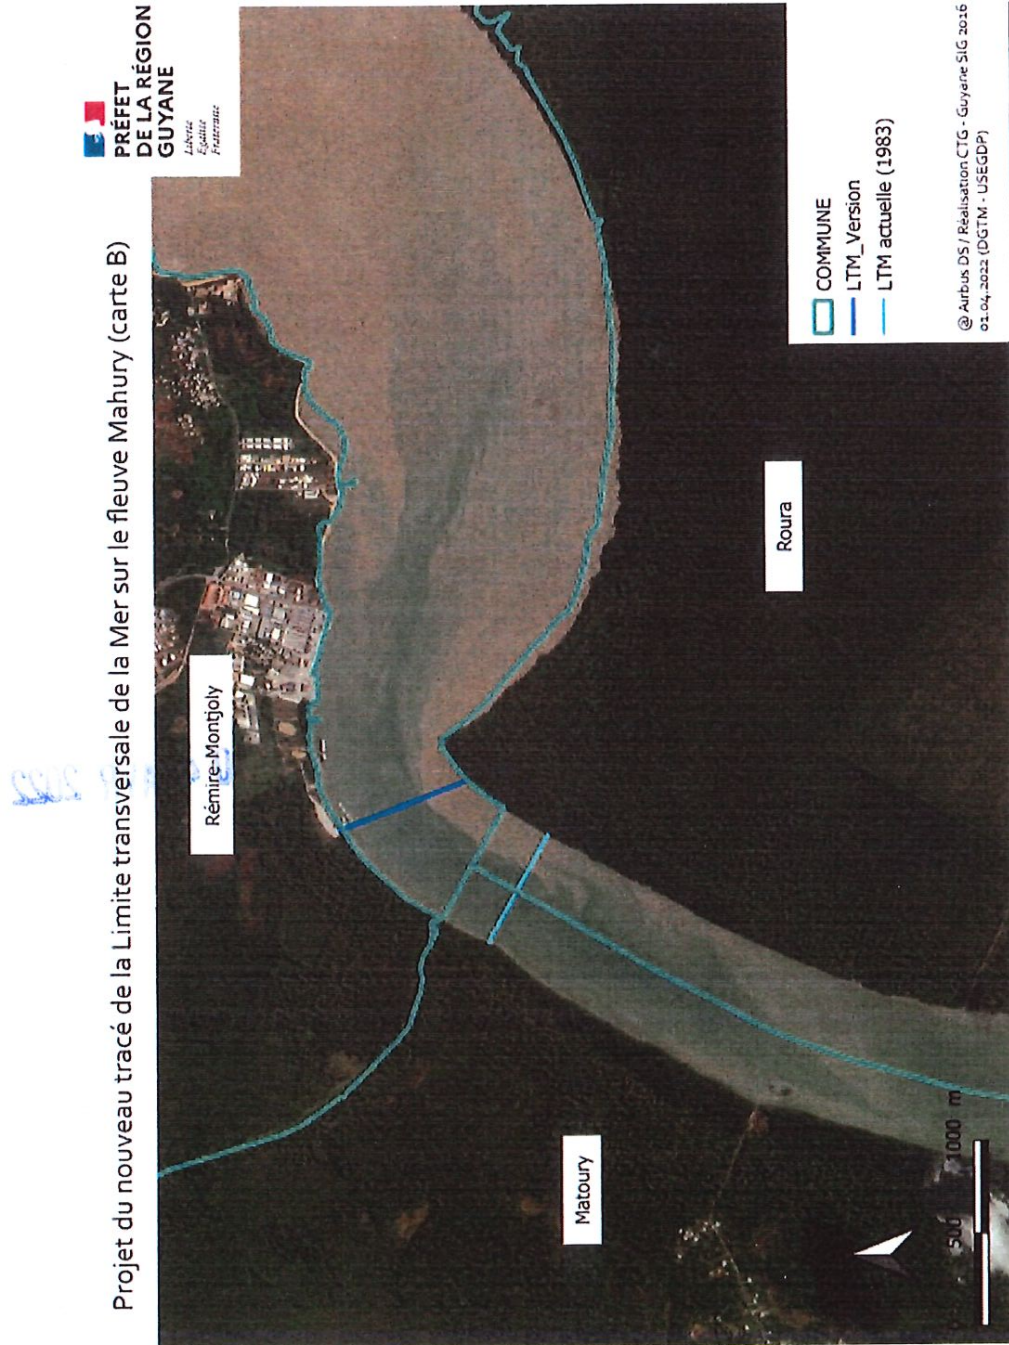 Projet du nouveau tracé de la Limite transversale de la Mer sur le fleuve Mahury (carte B)
PRÉFET
DE LA RÉGION
GUYANE
Liberté
Égalité
Fraternité
Rémire-Montjoly
2022
Matoury
Roura
COMMUNE
LTM_Version
LTM actuelle (1983)
500 1000 m
@ Airbus DS / Réalisation CTG - Guyane SIG 2016
01.04.2022 (DGTM - USEGDP)